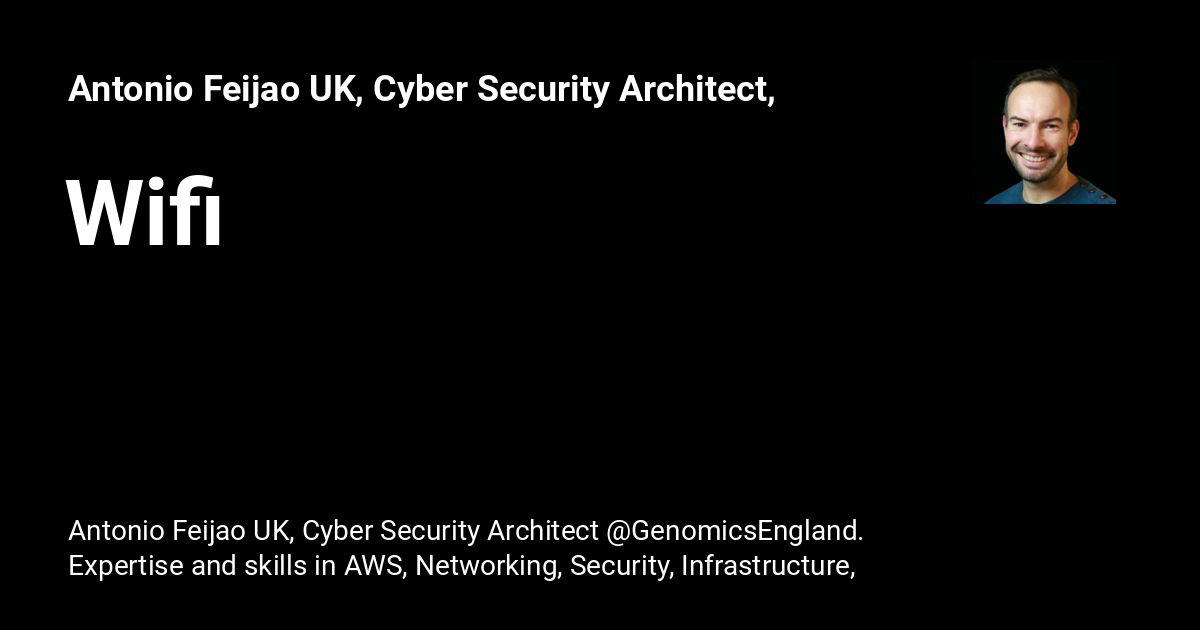 Antonio Feijao UK, Cyber Security Architect,
Wifi
Antonio Feijao UK, Cyber Security Architect @GenomicsEngland.
Expertise and skills in AWS, Networking, Security, Infrastructure,